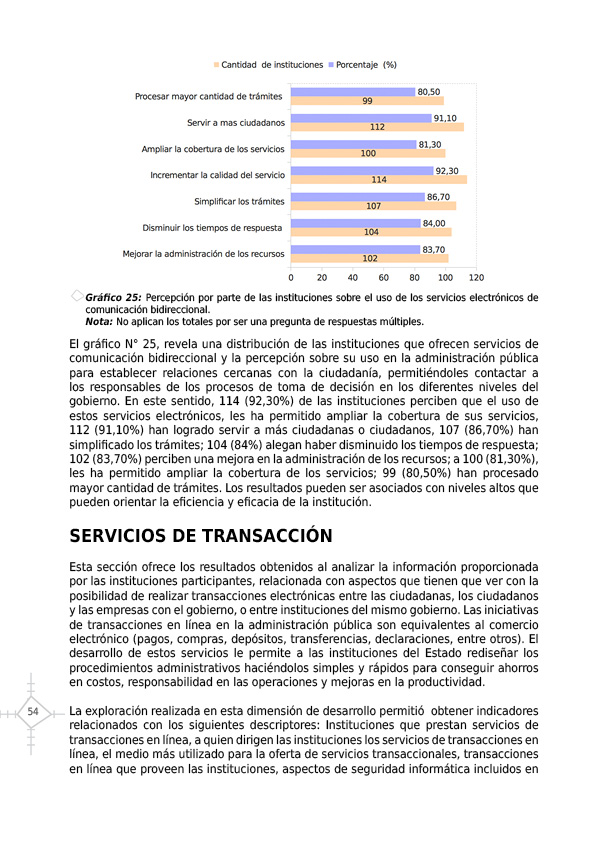 Cantidad de instituciones Porcentaje (%)
Procesar mayor cantidad de trámites 80,50
99
Servir a mas ciudadanos 91,10
112
Ampliar la cobertura de los servicios 81,30
100
Incrementar la calidad del servicio 92,30
114
Simplificar los trámites 86,70
107
Disminuir los tiempos de respuesta 84,00
104
Mejorar la administración de los recursos 83,70
102
0 20 40 60 80 100 120
Gráfico 25: Percepción por parte de las instituciones sobre el uso de los servicios electrónicos de
comunicación bidireccional.
Nota: No aplican los totales por ser una pregunta de respuestas múltiples.
El gráfico N° 25, revela una distribución de las instituciones que ofrecen servicios de
comunicación bidireccional y la percepción sobre su uso en la administración pública
para establecer relaciones cercanas con la ciudadanía, permitiéndoles contactar a
los responsables de los procesos de toma de decisión en los diferentes niveles del
gobierno. En este sentido, 114 (92,30%) de las instituciones perciben que el uso de
estos servicios electrónicos, les ha permitido ampliar la cobertura de sus servicios,
112 (91,10%) han logrado servir a más ciudadanas o ciudadanos, 107 (86,70%) han
simplificado los trámites; 104 (84%) alegan haber disminuido los tiempos de respuesta;
102 (83,70%) perciben una mejora en la administración de los recursos; a 100 (81,30%),
les ha permitido ampliar la cobertura de los servicios; 99 (80,50%) han procesado
mayor cantidad de trámites. Los resultados pueden ser asociados con niveles altos que
pueden orientar la eficiencia y eficacia de la institución.
SERVICIOS DE TRANSACCIÓN
Esta sección ofrece los resultados obtenidos al analizar la información proporcionada
por las instituciones participantes, relacionada con aspectos que tienen que ver con la
posibilidad de realizar transacciones electrónicas entre las ciudadanas, los ciudadanos
y las empresas con el gobierno, o entre instituciones del mismo gobierno. Las iniciativas
de transacciones en línea en la administración pública son equivalentes al comercio
electrónico (pagos, compras, depósitos, transferencias, declaraciones, entre otros). El
desarrollo de estos servicios le permite a las instituciones del Estado rediseñar los
procedimientos administrativos haciéndolos simples y rápidos para conseguir ahorros
en costos, responsabilidad en las operaciones y mejoras en la productividad.
54
La exploración realizada en esta dimensión de desarrollo permitió obtener indicadores
relacionados con los siguientes descriptores: Instituciones que prestan servicios de
transacciones en línea, a quien dirigen las instituciones los servicios de transacciones en
línea, el medio más utilizado para la oferta de servicios transaccionales, transacciones
en línea que proveen las instituciones, aspectos de seguridad informática incluidos en